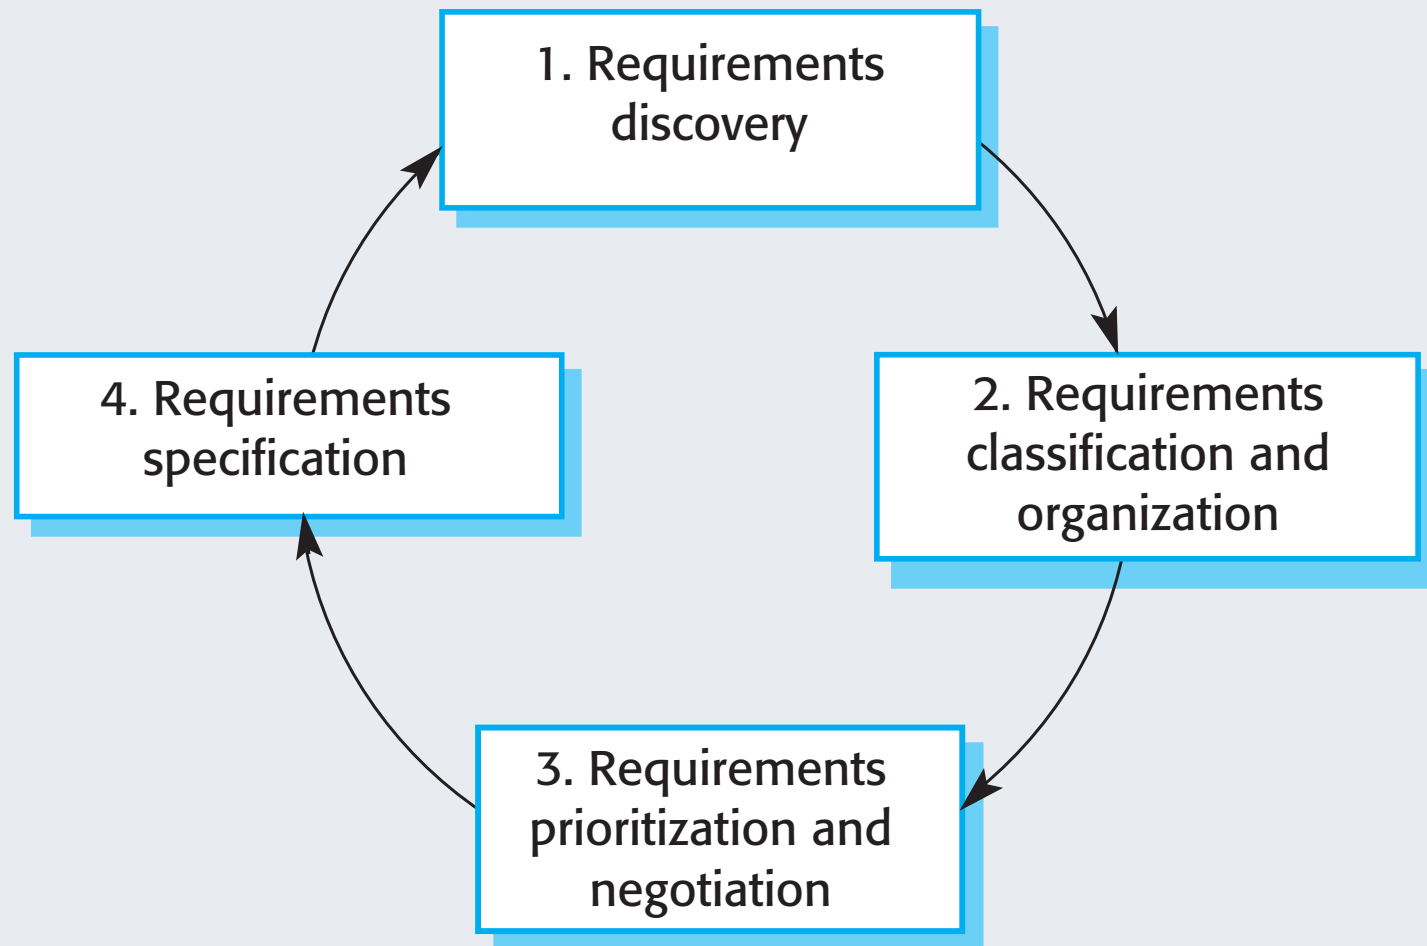 1. Requirements
discovery
2. Requirements
classification and
organization
3. Requirements
prioritization and
negotiation
4. Requirements
specification